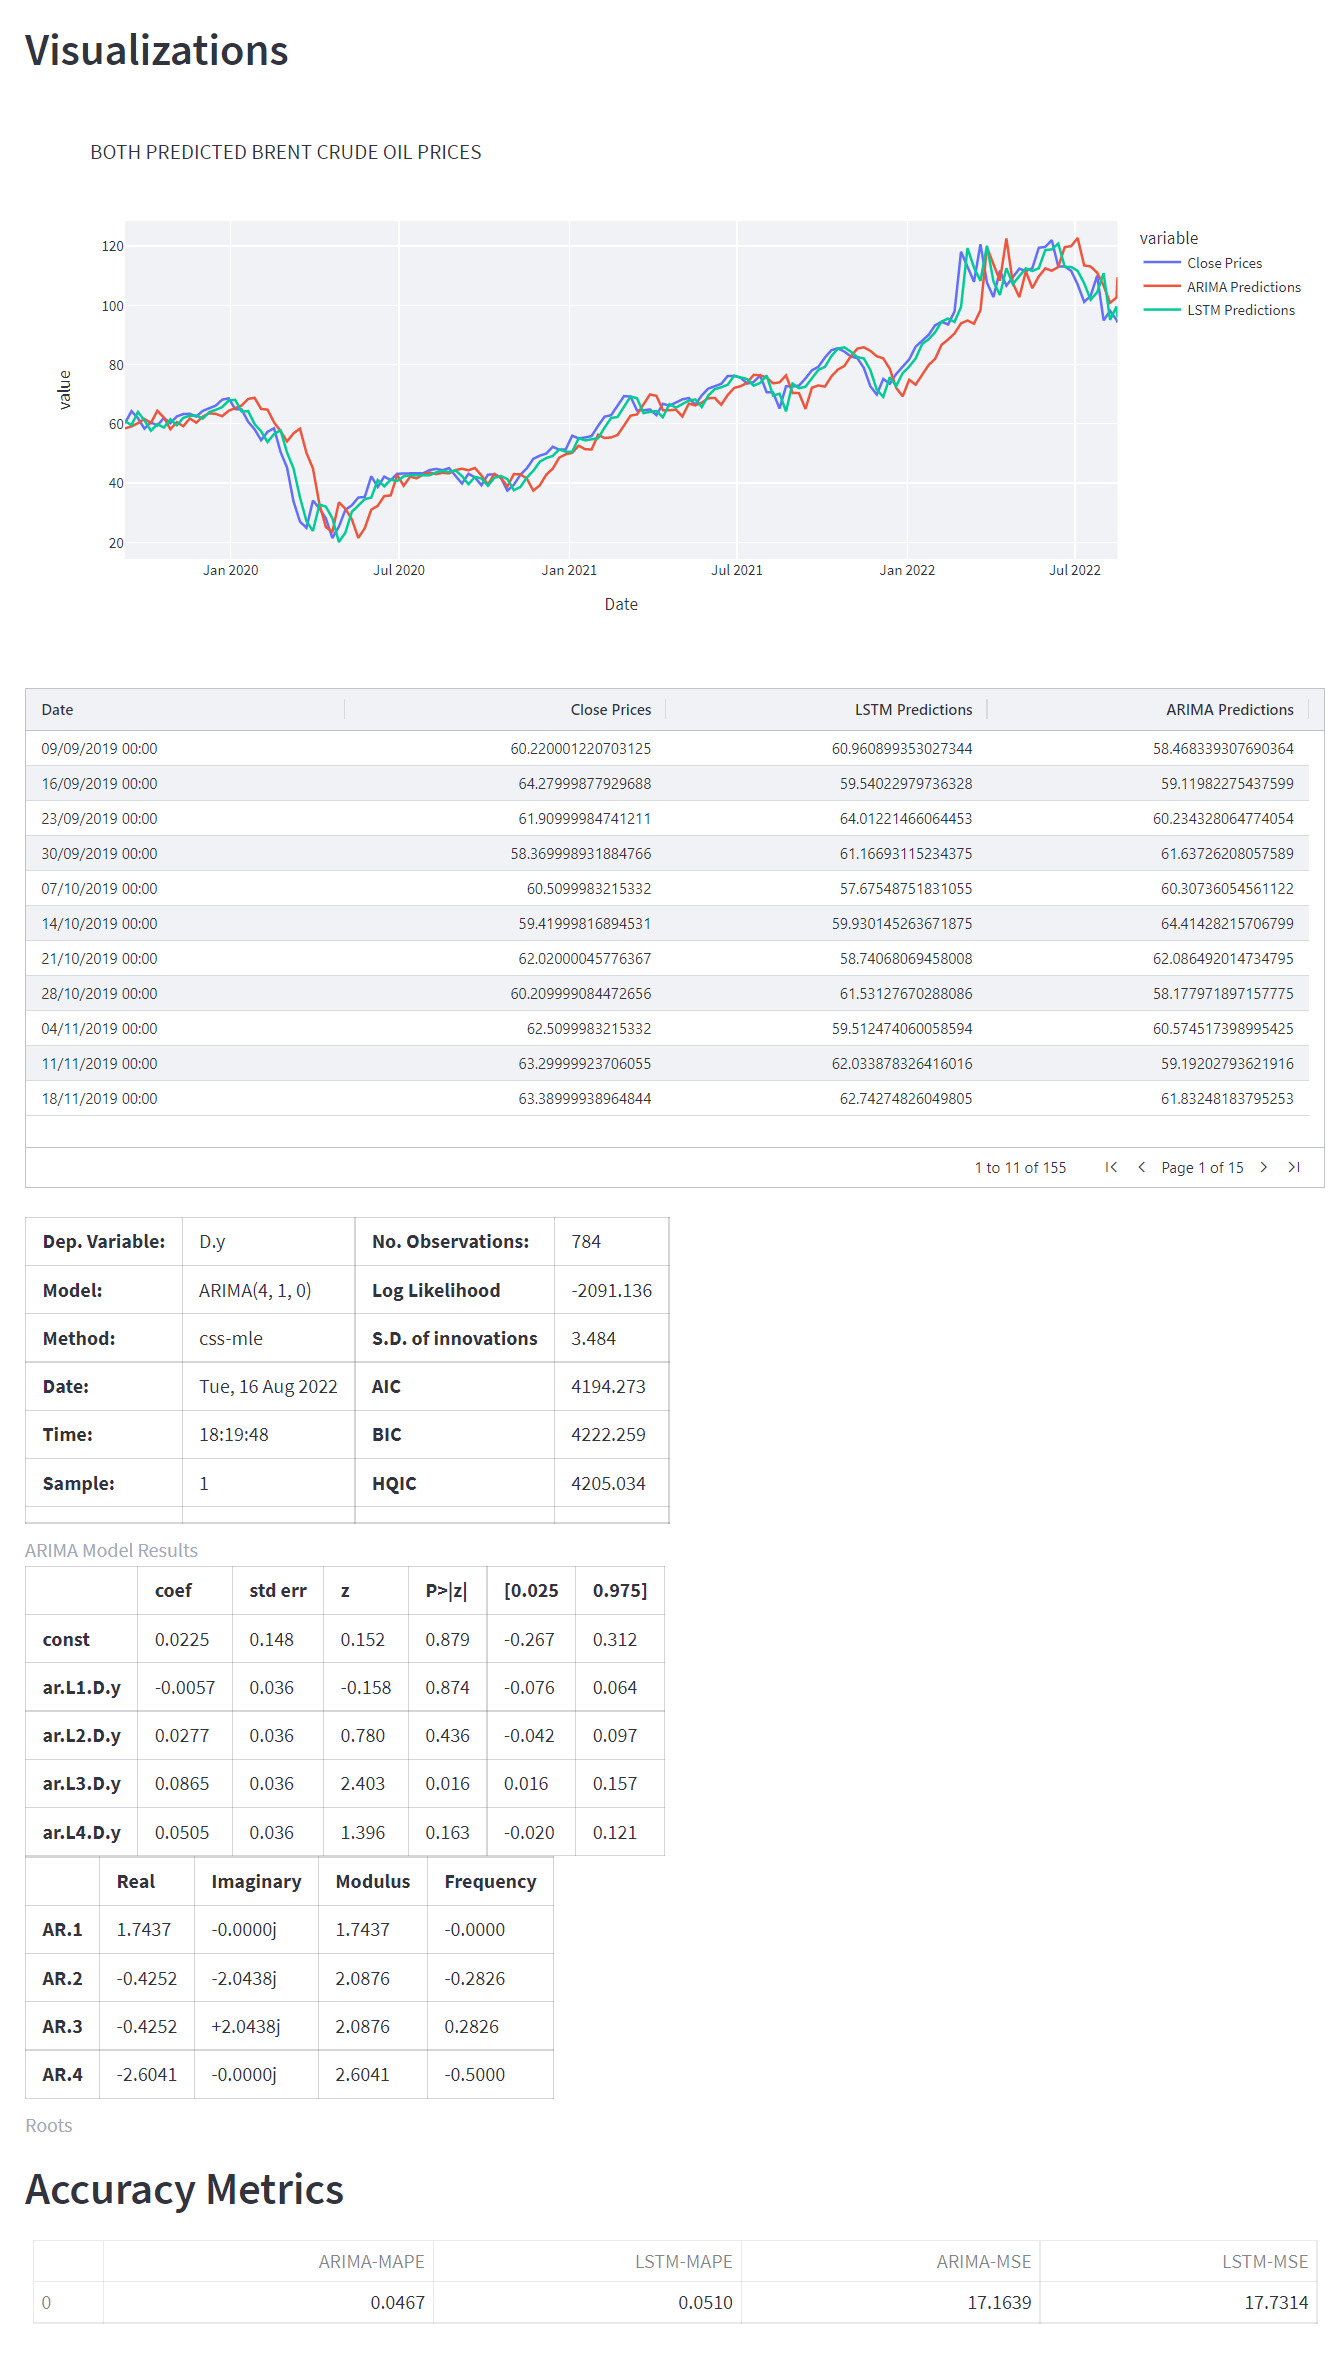 Visualizations
BOTH PREDICTED BRENT CRUDE OIL PRICES
120
100
80
60
40
20
value
Jan 2020 Jul 2020 Jan 2021 Jul 2021 Jan 2022 Jul 2022
Date
variable
Close Prices
ARIMA Predictions
LSTM Predictions
Date Close Prices LSTM Predictions ARIMA Predictions
09/09/2019 00:00 60.220001220703125 60.960899353027344 58.468339307690364
16/09/2019 00:00 64.27999877929688 59.54022979736328 59.11982275437599
23/09/2019 00:00 61.90999984741211 64.01221466064453 60.234328064774054
30/09/2019 00:00 58.369998931884766 61.16693115234375 61.63726208057589
07/10/2019 00:00 60.5099983215332 57.67548751831055 60.30736054561122
14/10/2019 00:00 59.41999816894531 59.930145263671875 64.41428215706799
21/10/2019 00:00 62.02000045776367 58.74068069458008 62.086492014734795
28/10/2019 00:00 60.209999084472656 61.53127670288086 58.177971897157775
04/11/2019 00:00 62.5099983215332 59.512474060058594 60.574517398995425
11/11/2019 00:00 63.29999923706055 62.033878326416016 59.19202793621916
18/11/2019 00:00 63.38999938964844 62.74274826049805 61.83248183795253
1 to 11 of 155 Page 1 of 15
Dep. Variable: D.y No. Observations: 784
Model: ARIMA(4, 1, 0) Log Likelihood -2091.136
Method: css-mle S.D. of innovations 3.484
Date: Tue, 16 Aug 2022 AIC 4194.273
Time: 18:19:48 BIC 4222.259
Sample: 1 HQIC 4205.034
ARIMA Model Results
coef std err z P>|z| [0.025 0.975]
const 0.0225 0.148 0.152 0.879 -0.267 0.312
ar.L1.D.y -0.0057 0.036 -0.158 0.874 -0.076 0.064
ar.L2.D.y 0.0277 0.036 0.780 0.436 -0.042 0.097
ar.L3.D.y 0.0865 0.036 2.403 0.016 0.016 0.157
ar.L4.D.y 0.0505 0.036 1.396 0.163 -0.020 0.121
Real Imaginary Modulus Frequency
AR.1 1.7437 -0.0000j 1.7437 -0.0000
AR.2 -0.4252 -2.0438j 2.0876 -0.2826
AR.3 -0.4252 +2.0438j 2.0876 0.2826
AR.4 -2.6041 -0.0000j 2.6041 -0.5000
Roots
Accuracy Metrics
ARIMA-MAPE LSTM-MAPE ARIMA-MSE LSTM-MSE
0 0.0467 0.0510 17.1639 17.7314